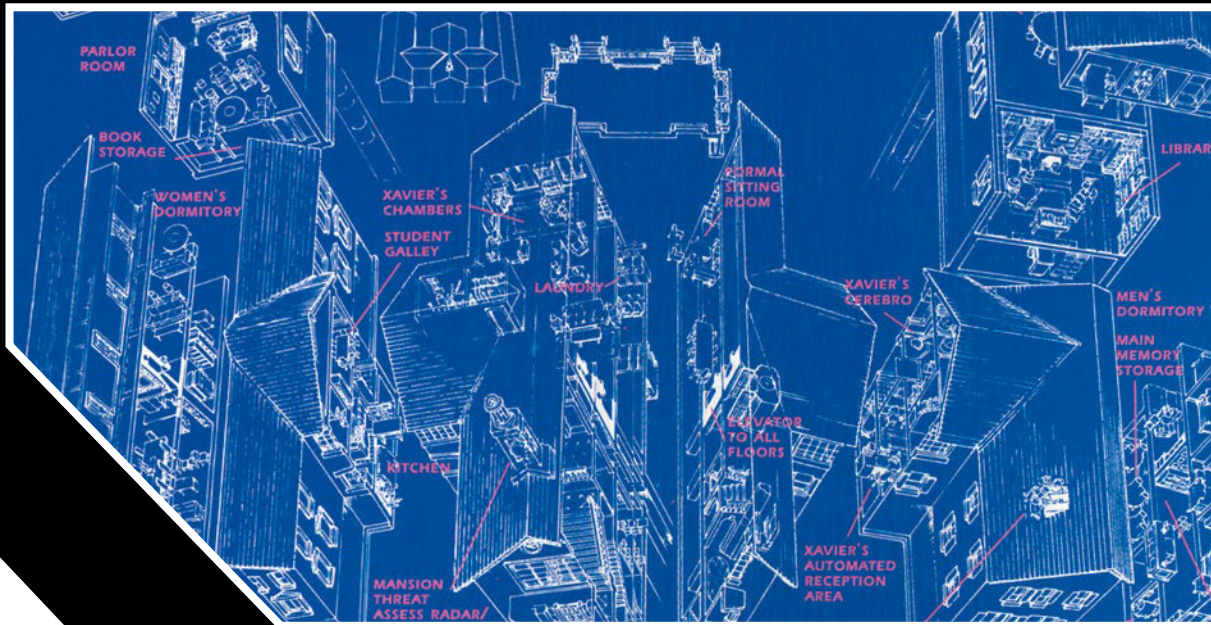 PARLOR
ROOM
BOOK
STORAGE
WOMEN'S
DORMITORY
XAVIER'S
CHAMBERS
STUDENT
GALLEY
LAUNDRY
KITCHEN
MANSION
THREAT
ASSESS RADAR/
FORMAL
SITTING
ROOM
ELEVATOR
TO ALL
FLOORS
XAVIER'S
CEREBRO
XAVIER'S
AUTOMATED
RECEPTION
AREA
LIBRAR
MEN'S
DORMITORY
MAIN
MEMORY
STORAGE